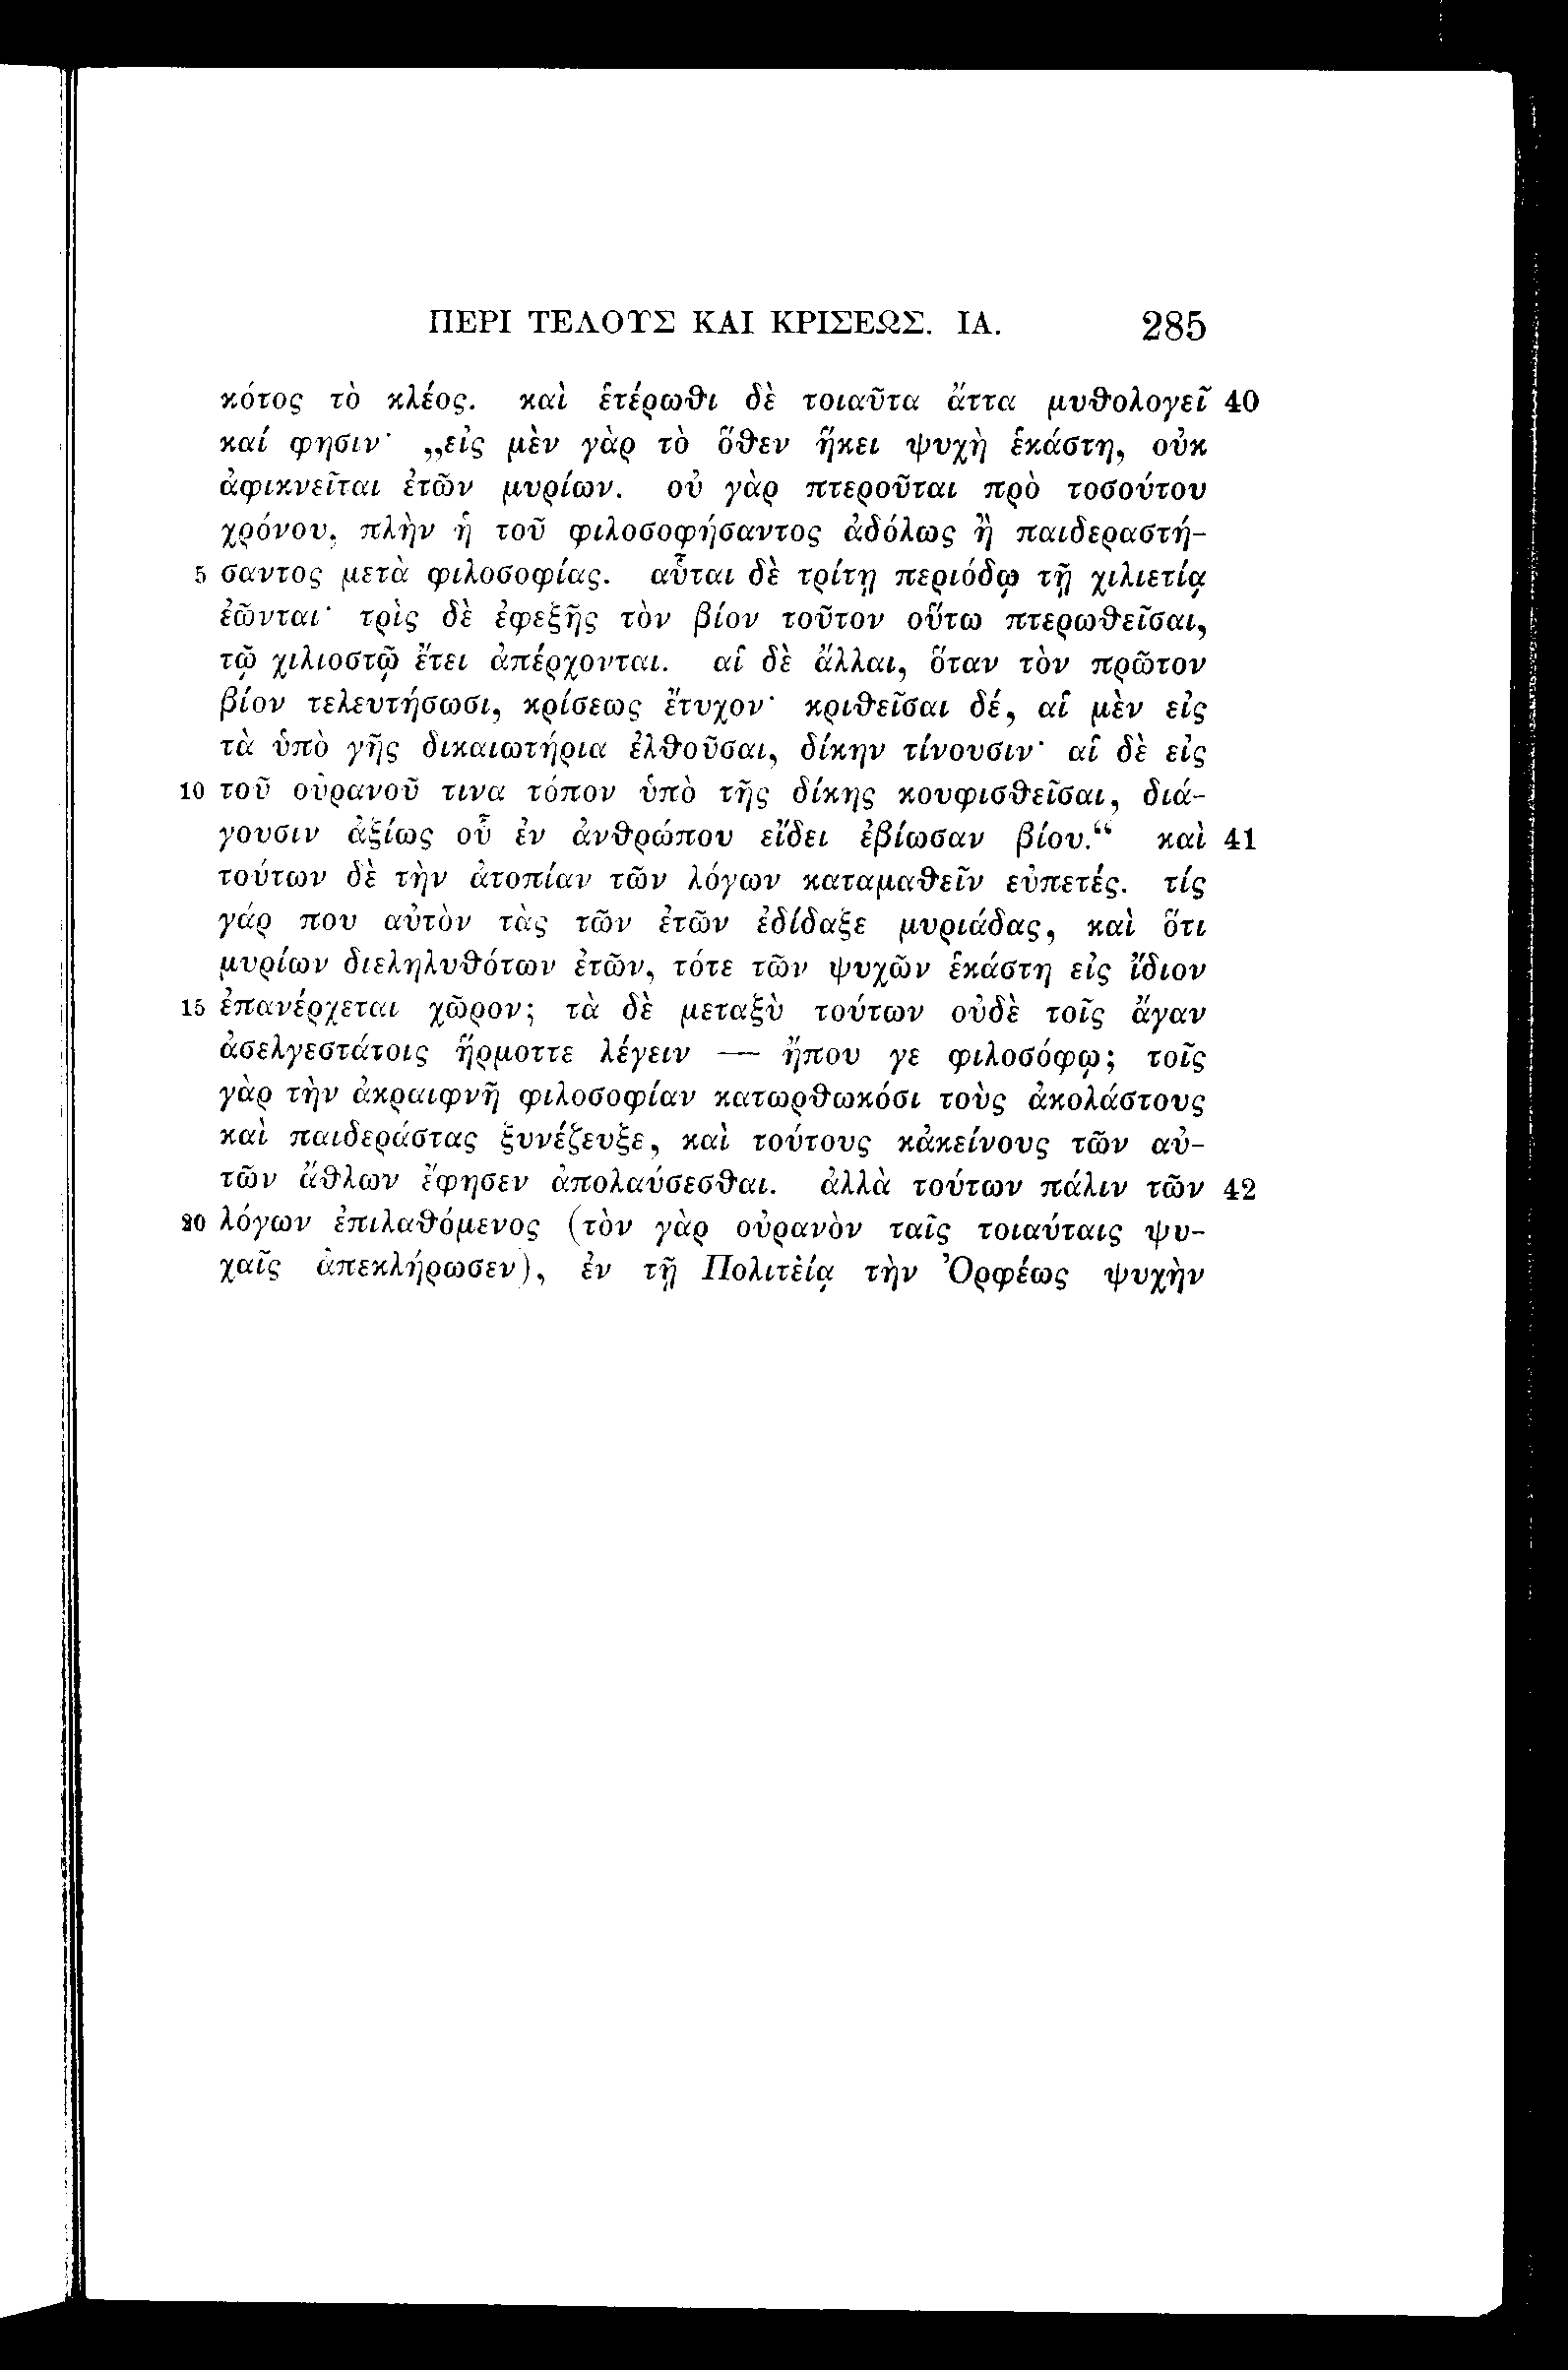 ΠΕΡΙ ΤΕΛΟΥΣ ΚΑΙ ΚΡΙΣΕΩΣ. ΙΑ. 285
κότος τὸ κλέος. καὶ ἑτέρωθι δὲ τοιαῦτα ἄττα μυθολογεῖ 40
καί φησιν· „εἰς μὲν γὰρ τὸ ὅθεν ἥκει ψυχὴ ἑκάστη, οὐκ
ἀφικνεῖται ἐτῶν μυρίων. οὐ γὰρ πτεροῦται πρὸ τοσούτου
χρόνου, πλὴν ἡ τοῦ φιλοσοφήσαντος ἀδόλως ἢ παιδεραστή-
5 σαντος μετὰ φιλοσοφίας. αὗται δὲ τρίτῃ περιόδῳ τῇ χιλιετίᾳ
ἐῶνται· τρὶς δὲ ἐφεξῆς τὸν βίον τοῦτον οὕτω πτερωθεῖσαι,
τῷ χιλιοστῷ ἔτει ἀπέρχονται. αἱ δὲ ἄλλαι, ὅταν τὸν πρῶτον
βίον τελευτήσωσι, κρίσεως ἔτυχον· κριθεῖσαι δέ, αἱ μὲν εἰς
τὰ ὑπὸ γῆς δικαιωτήρια ἐλθοῦσαι, δίκην τίνουσιν· αἱ δὲ εἰς
10 τοῦ οὐρανοῦ τινα τόπον ὑπὸ τῆς δίκης κουφισθεῖσαι, διά-
γουσιν ἀξίως οὗ ἐν ἀνθρώπου εἴδει ἐβίωσαν βίου.“ καὶ 41
τούτων δὲ τὴν ἀτοπίαν τῶν λόγων καταμαθεῖν εὐπετές. τίς
γάρ που αὐτὸν τὰς τῶν ἐτῶν ἐδίδαξε μυριάδας, καὶ ὅτι
μυρίων διεληλυθότων ἐτῶν, τότε τῶν ψυχῶν ἑκάστη εἰς ἴδιον
15 ἐπανέρχεται χῶρον; τὰ δὲ μεταξὺ τούτων οὐδὲ τοῖς ἄγαν
ἀσελγεστάτοις ἥρμοττε λέγειν — ἤπου γε φιλοσόφῳ; τοῖς
γὰρ τὴν ἀκραιφνῆ φιλοσοφίαν κατωρθωκόσι τοὺς ἀκολάστους
καὶ παιδεράστας ξυνέζευξε, καὶ τούτους κἀκείνους τῶν αὐ-
τῶν ἄθλων ἔφησεν ἀπολαύσεσθαι. ἀλλὰ τούτων πάλιν τῶν 42
20 λόγων ἐπιλαθόμενος (τὸν γὰρ οὐρανὸν ταῖς τοιαύταις ψυ-
χαῖς ἀπεκλήρωσεν), ἐν τῇ Πολιτείᾳ τὴν Ὀρφέως ψυχὴν